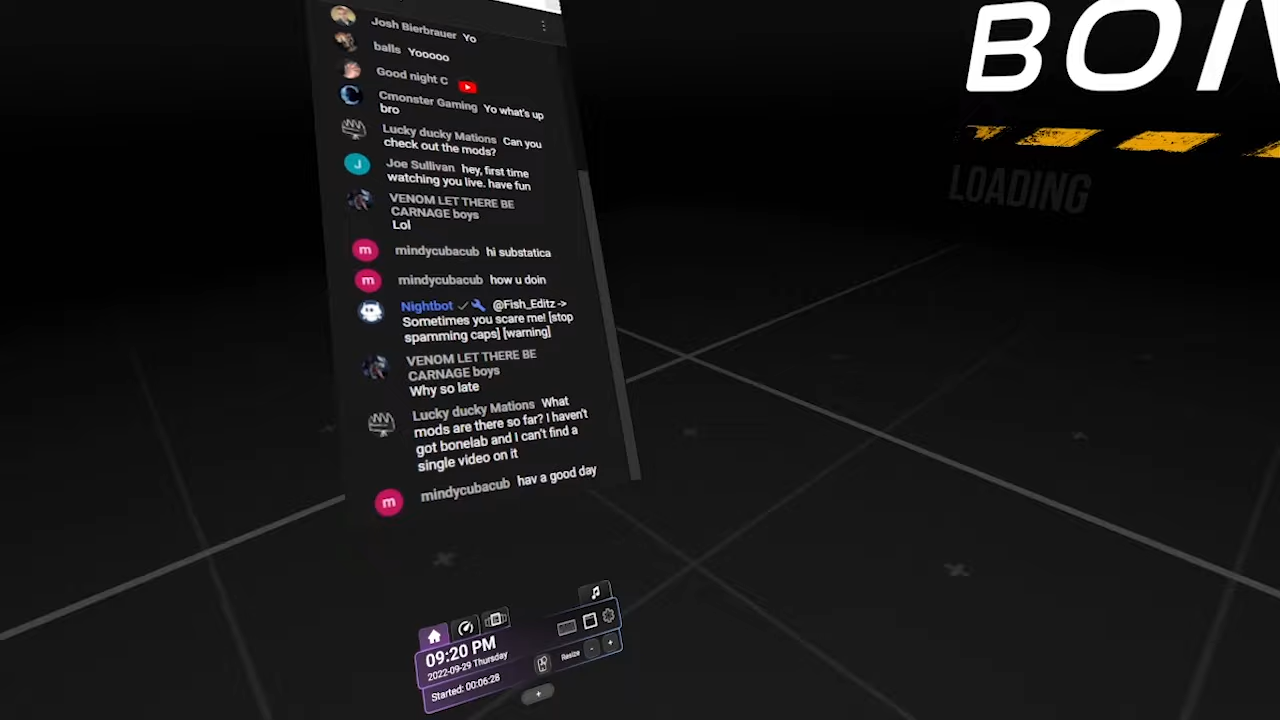 Josh Bierbrauer Yo
balls Yooooo
Good night C
Cmonster Gaming Yo what's up
bro
Lucky ducky Mations Can you
check out the mods?
J Joe Sullivan hey, first time
watching you live. have fun
VENOM LET THERE BE
CARNAGE boys
Lol
m mindycubacub hi substatica
m mindycubacub how u doin
Nightbot @Fish_Editz ->
Sometimes you scare me! [stop
spamming caps] [warning]
VENOM LET THERE BE
CARNAGE boys
Why so late
Lucky ducky Mations What
mods are there so far? I haven't
got bonelab and I can't find a
single video on it
m mindycubacub hav a good day
BON
LOADING
09:20 PM
2022-09-29 Thursday
Started: 00:06:28
Resize - +
+